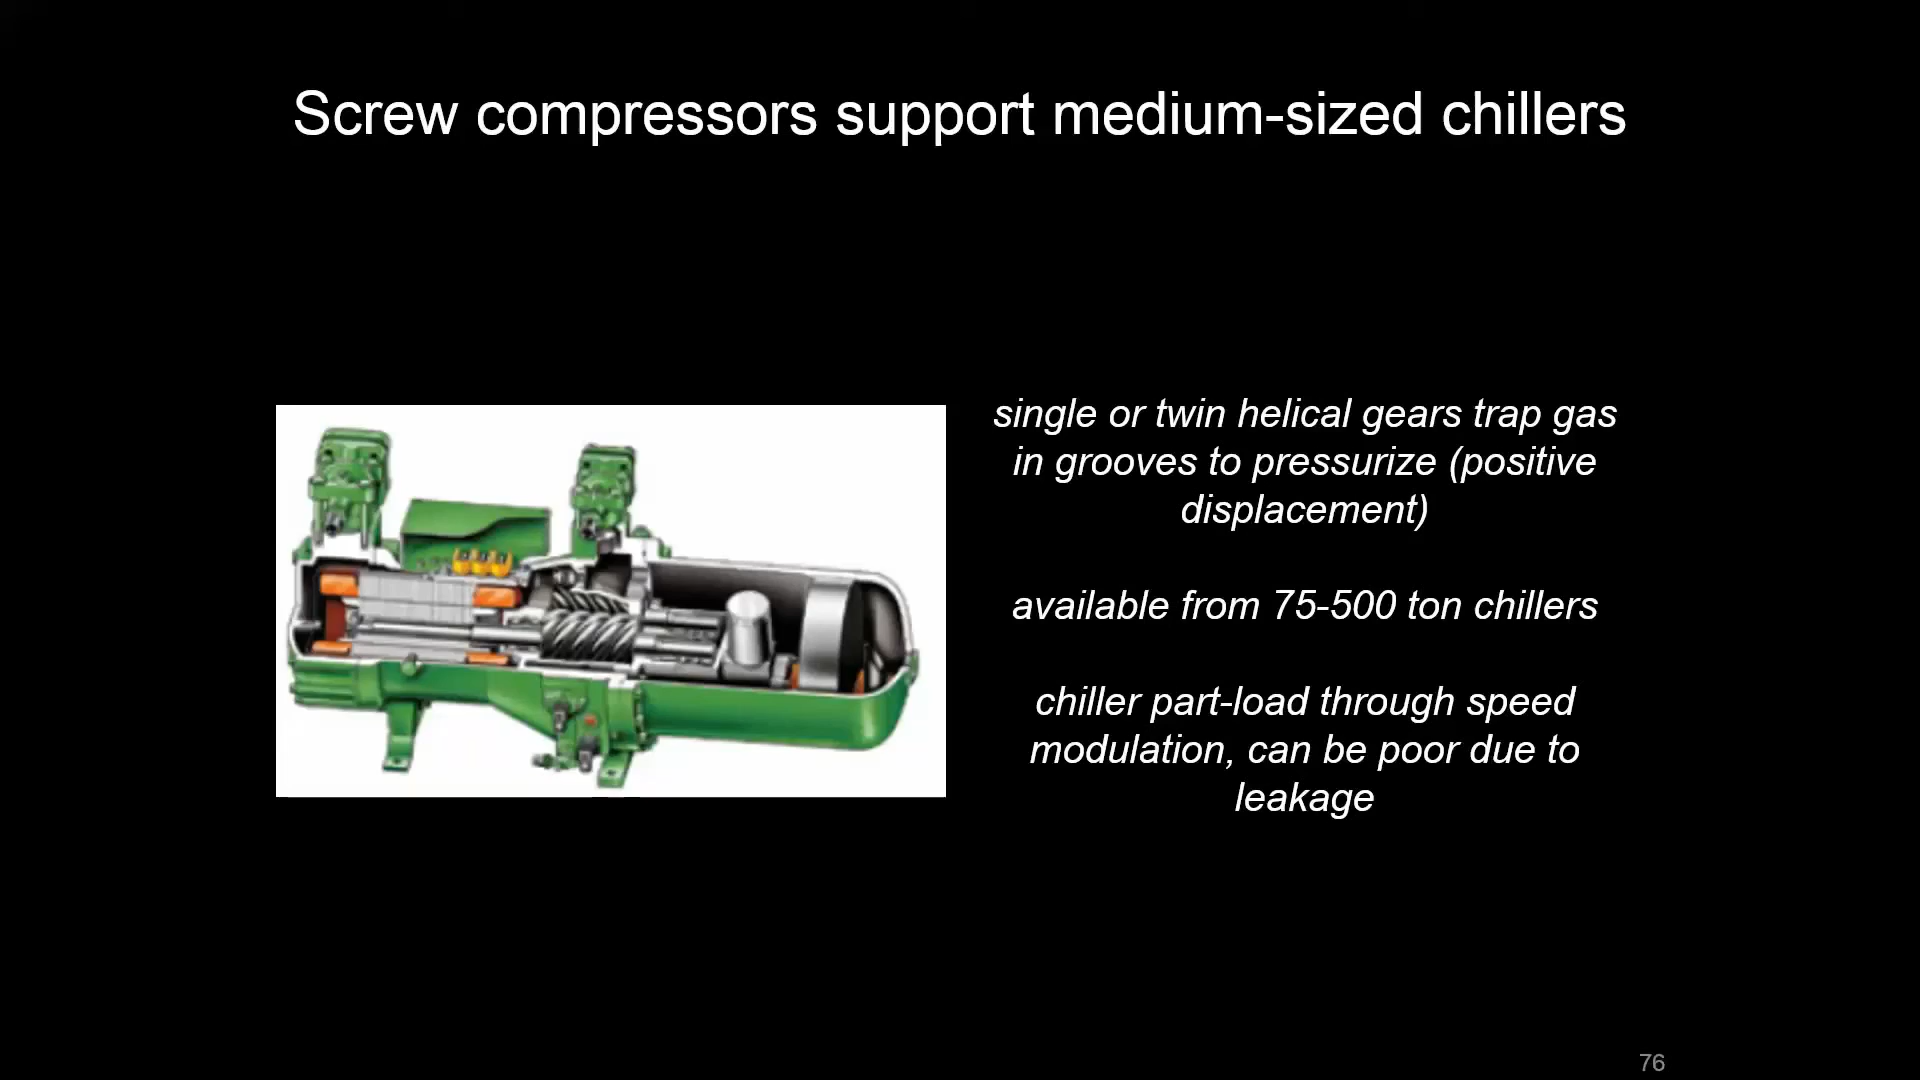 Screw compressors support medium-sized chillers
single or twin helical gears trap gas
in grooves to pressurize (positive
displacement)
available from 75-500 ton chillers
chiller part-load through speed
modulation, can be poor due to
leakage
76